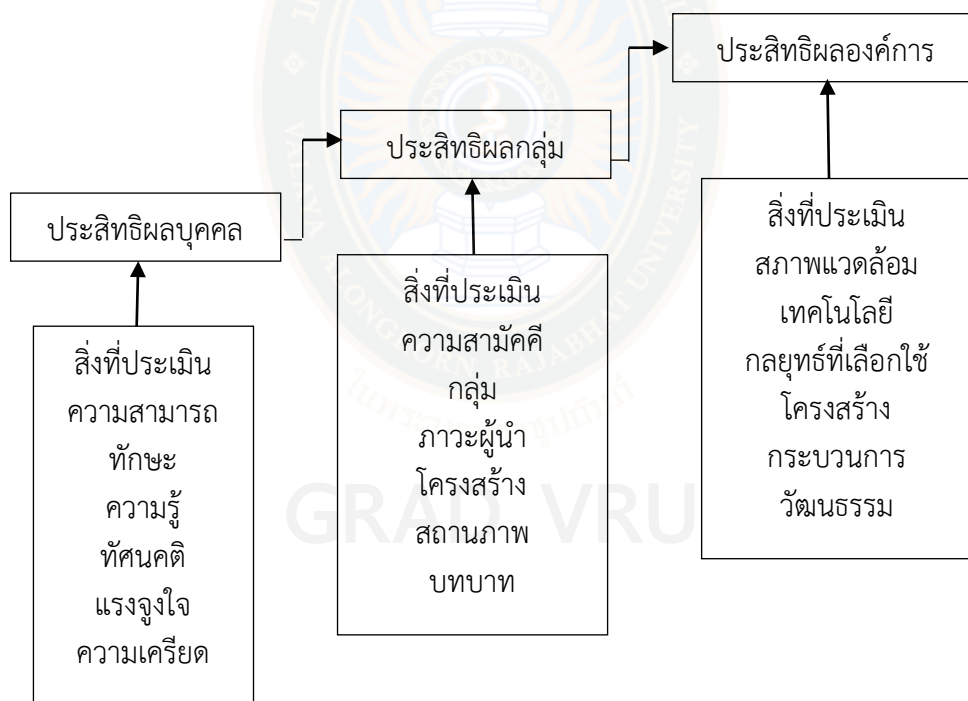 ประสิทธิผลองค์การ
ประสิทธิผลกลุ่ม
ประสิทธิผลบุคคล
สิ่งที่ประเมิน
ความสามารถ
ทักษะ
ความรู้
ทัศนคติ
แรงจูงใจ
ความเครียด
สิ่งที่ประเมิน
ความสามัคคี
กลุ่ม
ภาวะผู้นำ
โครงสร้าง
สถานภาพ
บทบาท
สิ่งที่ประเมิน
สภาพแวดล้อม
เทคโนโลยี
กลยุทธ์ที่เลือกใช้
โครงสร้าง
กระบวนการ
วัฒนธรรม
GRAD VRU